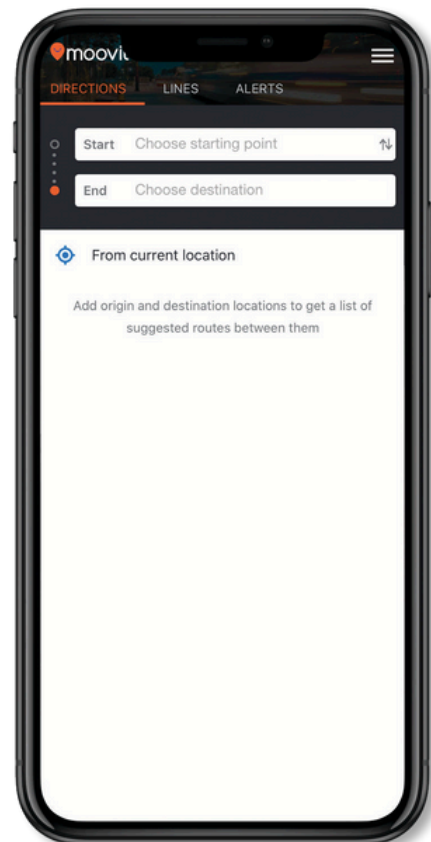 moovit
DIRECTIONS LINES ALERTS
Start Choose starting point
End Choose destination
From current location
Add origin and destination locations to get a list of
suggested routes between them